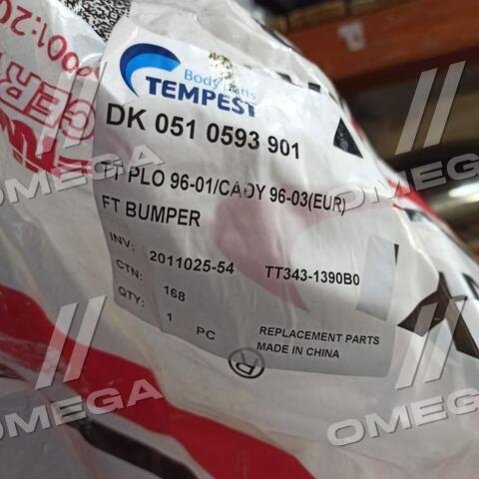 Body Parts
TEMPEST
DK 051 0593 901
TT PLO 96-01/CADY 96-03(EUR)
FT BUMPER
INV: 2011025-54 TT343-1390B0
CTN: 168
QTY: 1 PC
REPLACEMENT PARTS
MADE IN CHINA
®
OMEGA
OMEGA
OMEGA
OMEGA